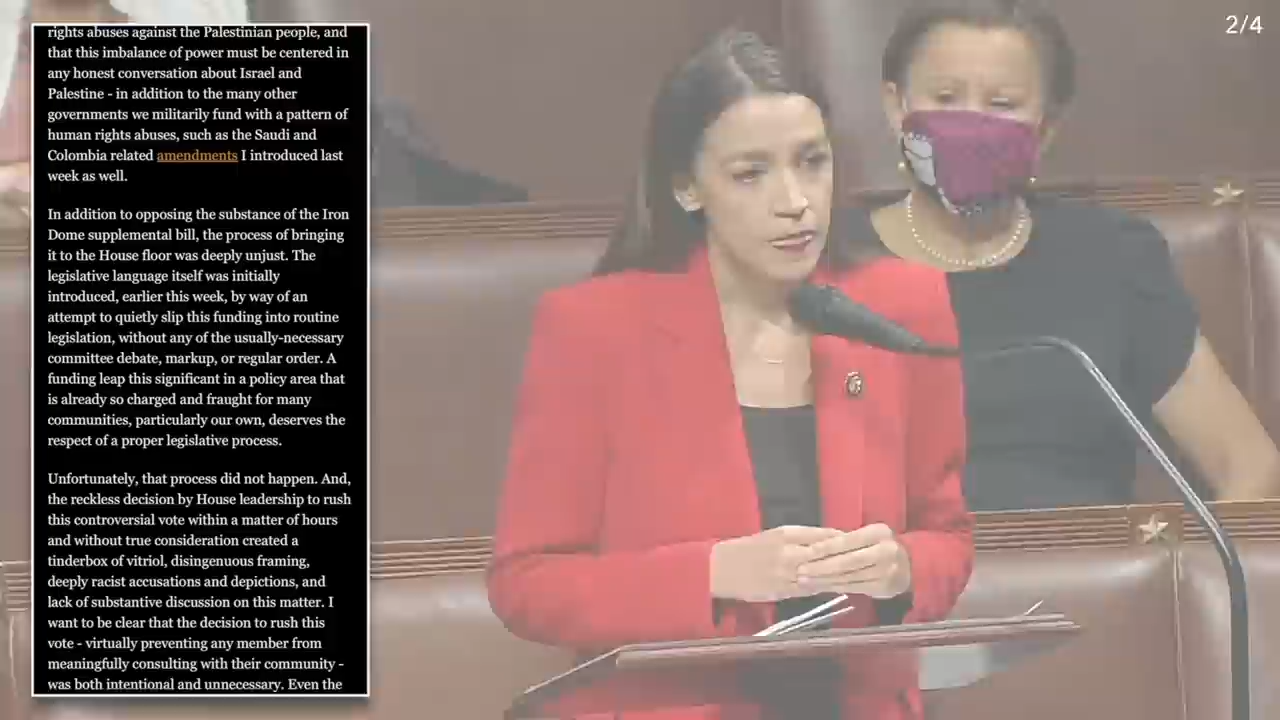 2/4
rights abuses against the Palestinian people, and
that this imbalance of power must be centered in
any honest conversation about Israel and
Palestine - in addition to the many other
governments we militarily fund with a pattern of
human rights abuses, such as the Saudi and
Colombia related amendments I introduced last
week as well.
In addition to opposing the substance of the Iron
Dome supplemental bill, the process of bringing
it to the House floor was deeply unjust. The
legislative language itself was initially
introduced, earlier this week, by way of an
attempt to quietly slip this funding into routine
legislation, without any of the usually-necessary
committee debate, markup, or regular order. A
funding leap this significant in a policy area that
is already so charged and fraught for many
communities, particularly our own, deserves the
respect of a proper legislative process.
Unfortunately, that process did not happen. And,
the reckless decision by House leadership to rush
this controversial vote within a matter of hours
and without true consideration created a
tinderbox of vitriol, disingenuous framing,
deeply racist accusations and depictions, and
lack of substantive discussion on this matter. I
want to be clear that the decision to rush this
vote - virtually preventing any member from
meaningfully consulting with their community -
was both intentional and unnecessary. Even the